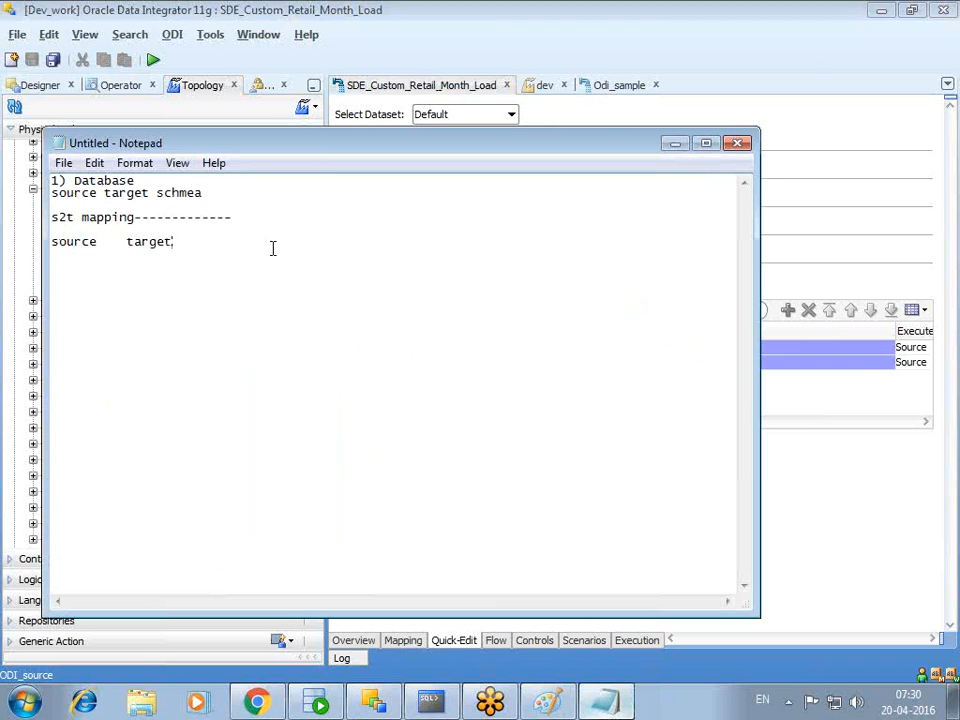 [Dev_work] Oracle Data Integrator 11g : SDE_Custom_Retail_Month_Load
File Edit View Search ODI Tools Window Help
Designer Operator Topology ... SDE_Custom_Retail_Month_Load dev Odi_sample
Select Dataset: Default
Untitled - Notepad
File Edit Format View Help
1) Database
source target schmea
s2t mapping-------------
source target
Execute
Source
Source
Logic
Lang
Repositories
Generic Action
Overview Mapping Quick-Edit Flow Controls Scenarios Execution
Log
ODI_source
EN
07:30
20-04-2016